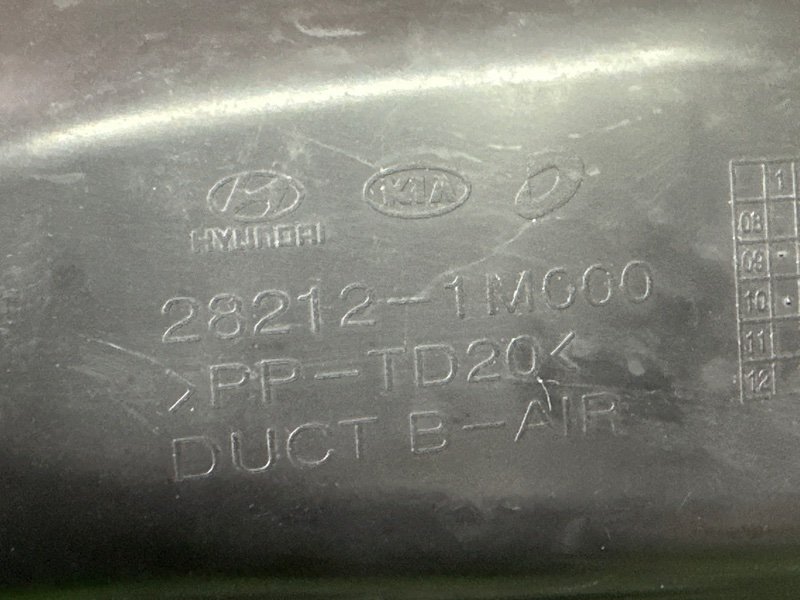 KIA
HYUNDAI
28212-1M000
>PP-TD20<
DUCT B-AIR
1
08
09
10
11
12